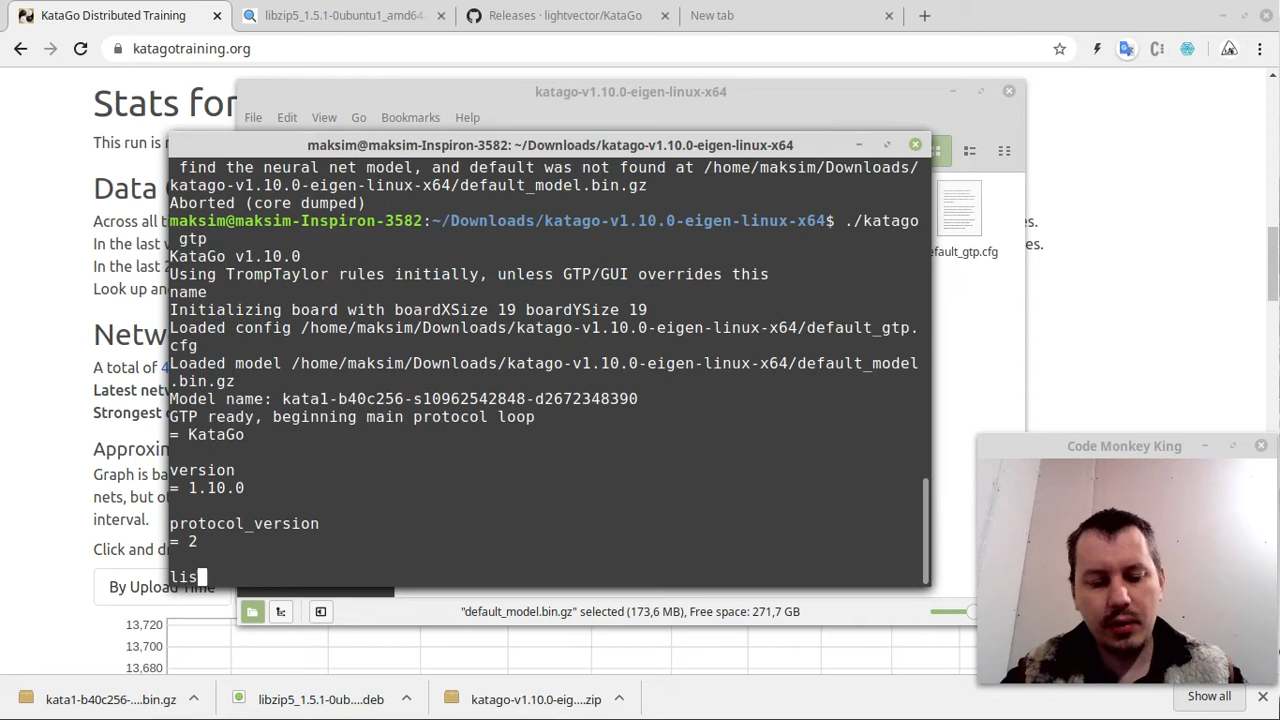 KataGo Distributed Training
libzip5_1.5.1-0ubuntu1_amd64.
Releases · lightvector/KataGo
New tab
katagotraining.org
Stats for
This run is r
Data
Across all t
In the last
In the last 2
Look up an
Netw
A total of 4
Latest netw
Strongest c
Approxin
Graph is ba
nets, but o
interval.
Click and dr
By Upload Time
13,720
13,700
13,680
s.
es.
katago-v1.10.0-eigen-linux-x64
File Edit View Go Bookmarks Help
efault_gtp.cfg
maksim@maksim-Inspiron-3582: ~/Downloads/katago-v1.10.0-eigen-linux-x64
find the neural net model, and default was not found at /home/maksim/Downloads/
katago-v1.10.0-eigen-linux-x64/default_model.bin.gz
Aborted (core dumped)
maksim@maksim-Inspiron-3582:~/Downloads/katago-v1.10.0-eigen-linux-x64$ ./katago
gtp
KataGo v1.10.0
Using TrompTaylor rules initially, unless GTP/GUI overrides this
name
Initializing board with boardXSize 19 boardYSize 19
Loaded config /home/maksim/Downloads/katago-v1.10.0-eigen-linux-x64/default_gtp.
cfg
Loaded model /home/maksim/Downloads/katago-v1.10.0-eigen-linux-x64/default_model
.bin.gz
Model name: kata1-b40c256-s10962542848-d2672348390
GTP ready, beginning main protocol loop
= KataGo
version
= 1.10.0
protocol_version
= 2
lis
"default_model.bin.gz" selected (173,6 MB), Free space: 271,7 GB
Code Monkey King
kata1-b40c256-....bin.gz
libzip5_1.5.1-0ub....deb
katago-v1.10.0-eig....zip
Show all